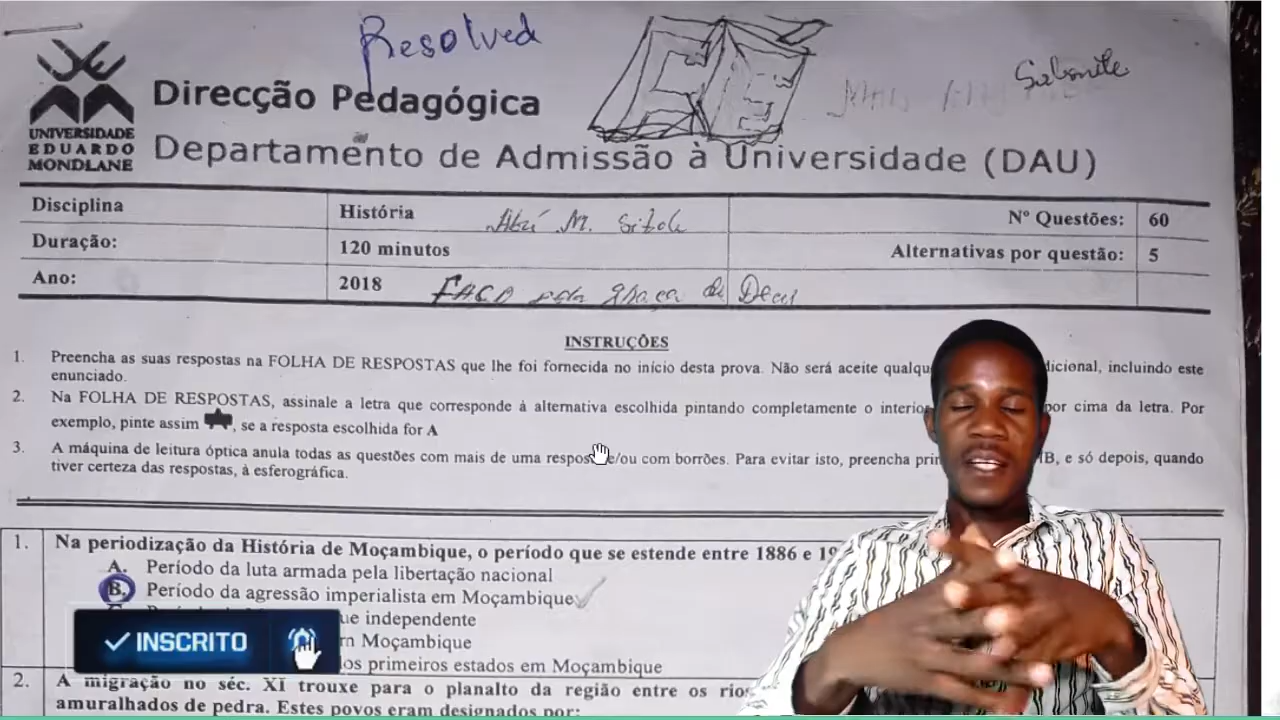 Resolved
Direcção Pedagógica
UNIVERSIDADE
EDUARDO
MONDLANE
Departamento de Admissão à Universidade (DAU)
Disciplina História Nº Questões: 60
Duração: 120 minutos Alternativas por questão: 5
Ano: 2018
INSTRUÇÕES
1. Preencha as suas respostas na FOLHA DE RESPOSTAS que lhe foi fornecida no início desta prova. Não será aceite qualqu dicional, incluindo este
enunciado.
2. Na FOLHA DE RESPOSTAS, assinale a letra que corresponde à alternativa escolhida pintando completamente o interio por cima da letra. Por
exemplo, pinte assim , se a resposta escolhida for A
3. A máquina de leitura óptica anula todas as questões com mais de uma resposta e/ou com borrões. Para evitar isto, preencha pri HB, e só depois, quando
tiver certeza das respostas, à esferográfica.
1. Na periodização da História de Moçambique, o período que se estende entre 1886 e 19
A. Período da luta armada pela libertação nacional
B. Período da agressão imperialista em Moçambique
ue independente
m Moçambique
los primeiros estados em Moçambique
INSCRITO
2. A migração no séc. XI trouxe para o planalto da região entre os rios
amuralhados de pedra. Estes povos eram designados por: